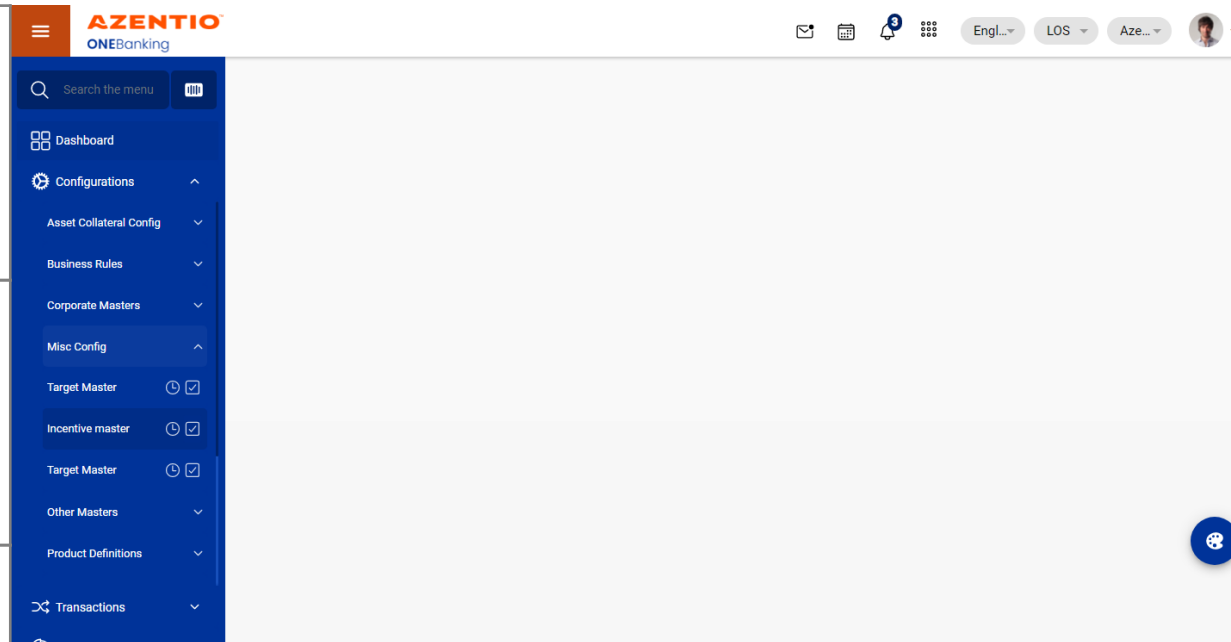 AZENTIO
ONEBanking
3
Engl...
LOS
Aze...
Search the menu
Dashboard
Configurations
Asset Collateral Config
Business Rules
Corporate Masters
Misc Config
Target Master
Incentive master
Target Master
Other Masters
Product Definitions
Transactions